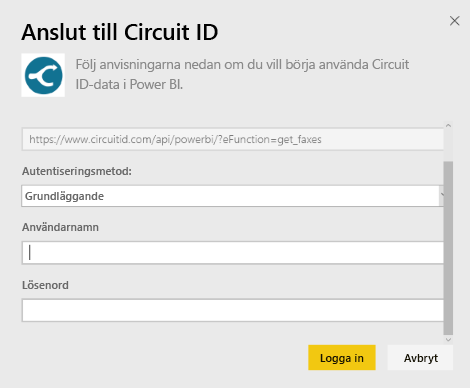 Anslut till Circuit ID
Följ anvisningarna nedan om du vill börja använda Circuit
ID-data i Power BI.
https://www.circuitid.com/api/powerbi/?eFunction=get_faxes
Autentiseringsmetod:
Grundläggande
Användarnamn
Lösenord
Logga in
Avbryt